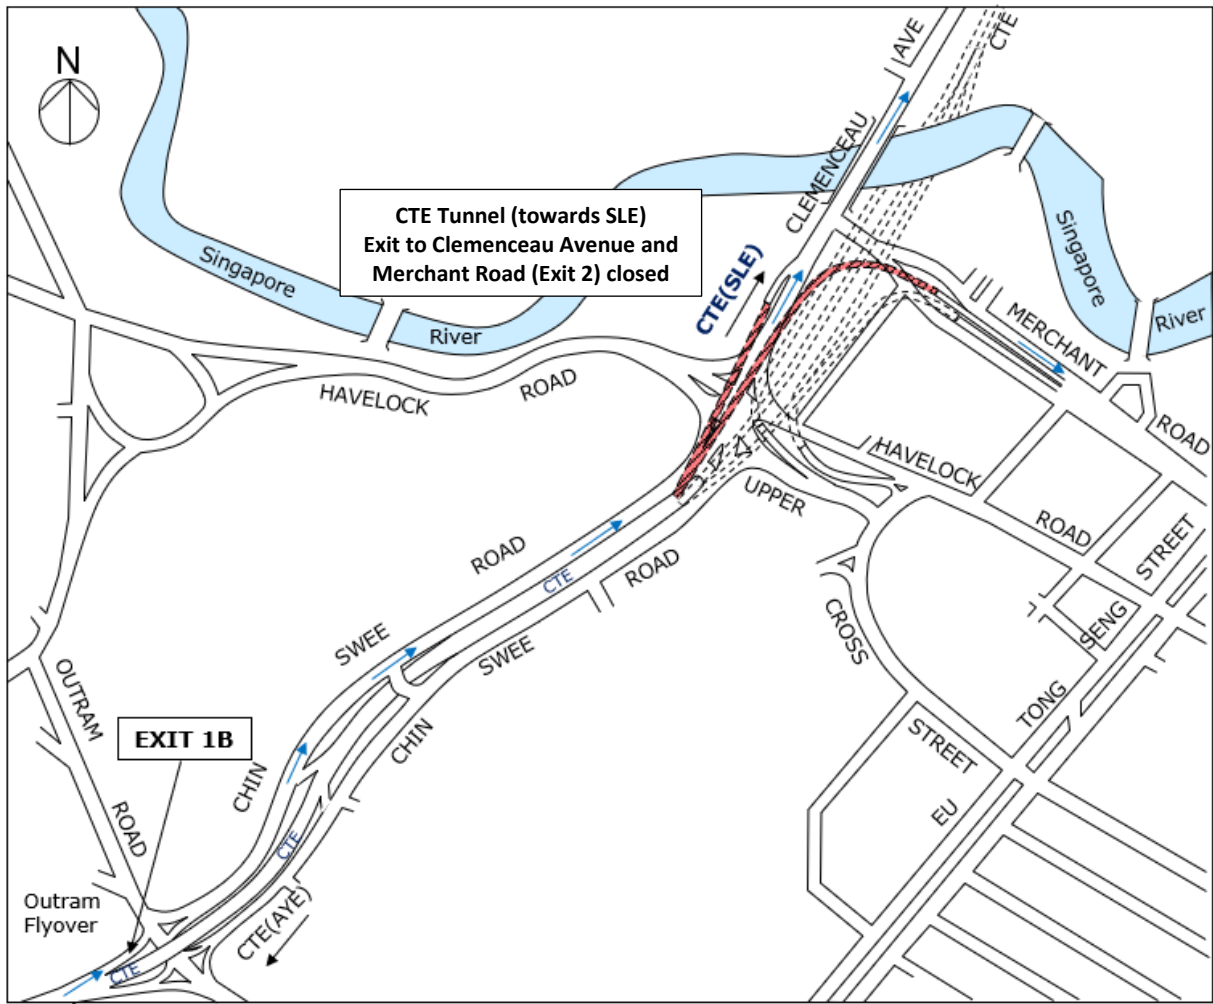 N
AVE
CTE
CLEMENCEAU
CTE Tunnel (towards SLE)
Exit to Clemenceau Avenue and
Merchant Road (Exit 2) closed
Singapore
River
CTE(SLE)
Singapore
River
MERCHANT
ROAD
HAVELOCK
ROAD
HAVELOCK
ROAD
UPPER
CROSS
STREET
STREET
SENG
TONG
EU
ROAD
SWEE
CHIN
CTE
ROAD
SWEE
CHIN
OUTRAM
ROAD
EXIT 1B
CTE
Outram
Flyover
CTE(AYE)
CTE